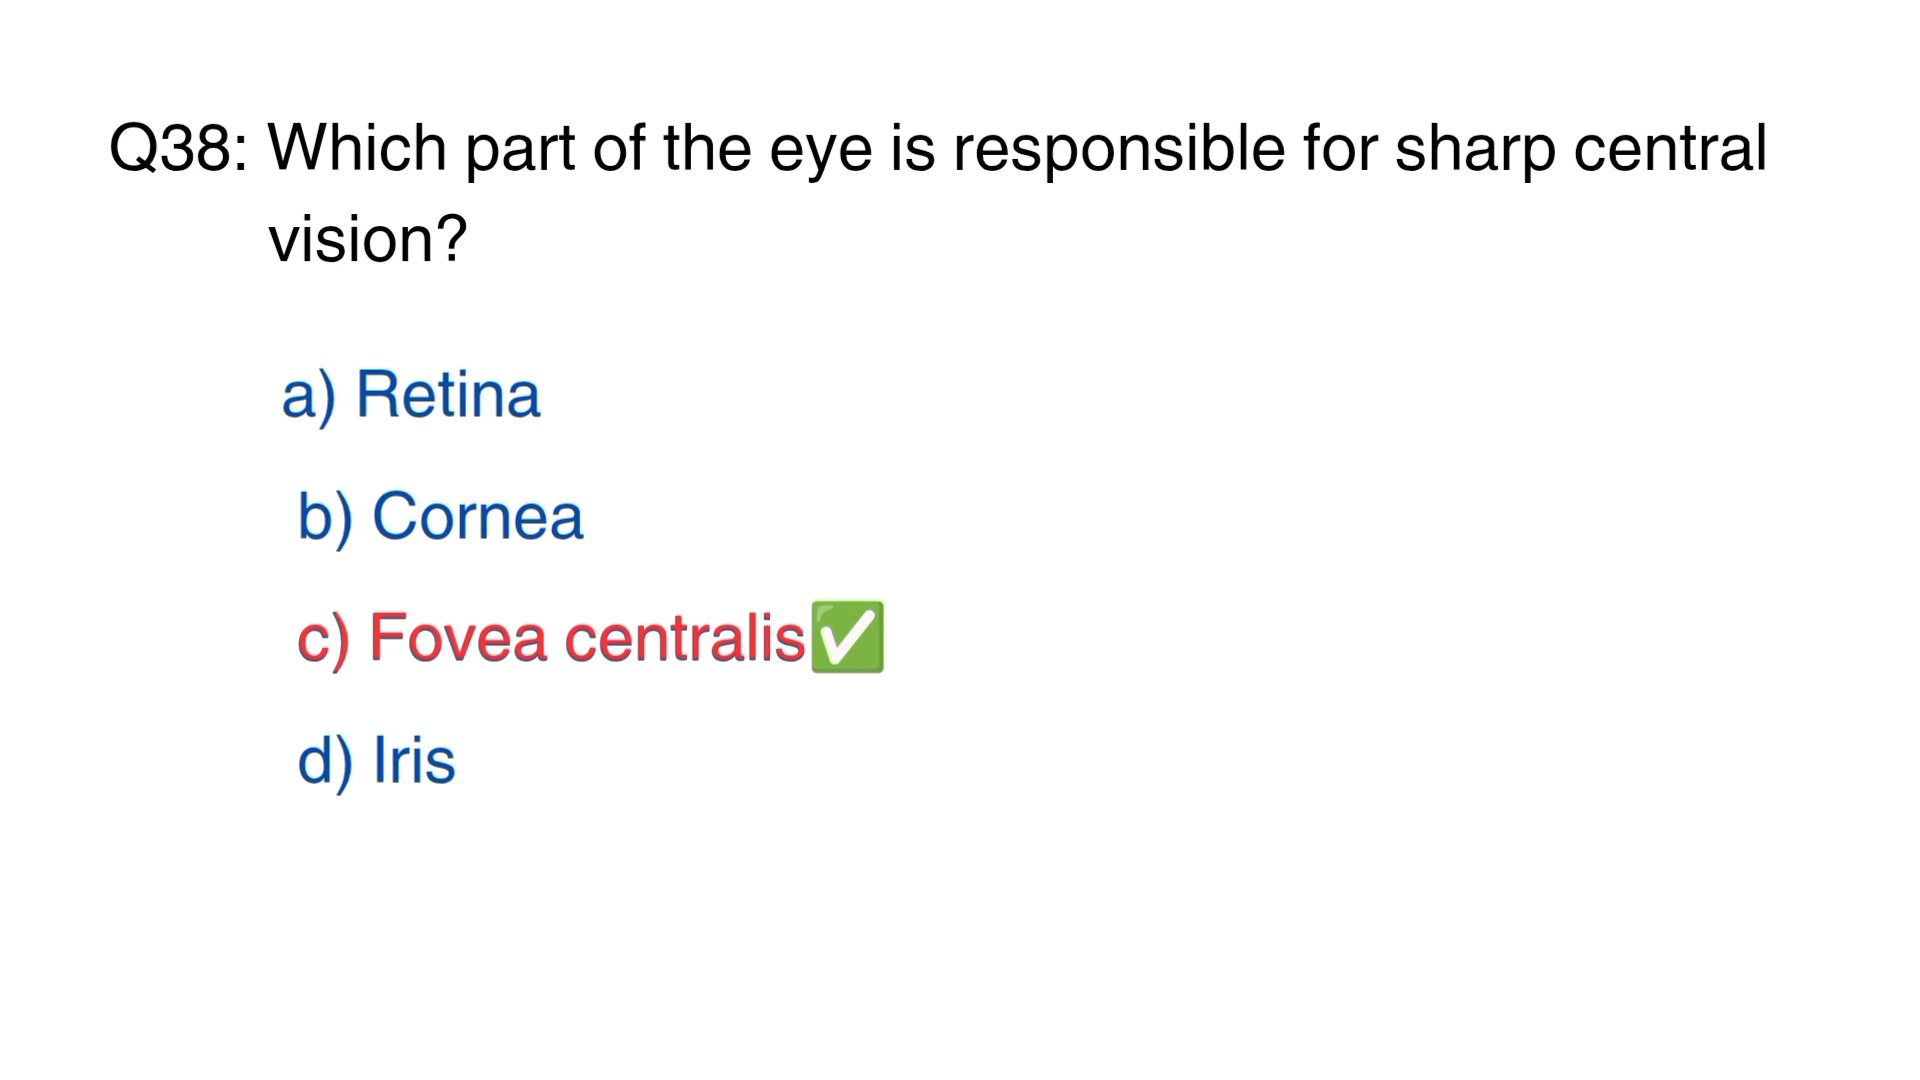 Q38: Which part of the eye is responsible for sharp central
vision?
a) Retina
b) Cornea
c) Fovea centralis✅
d) Iris